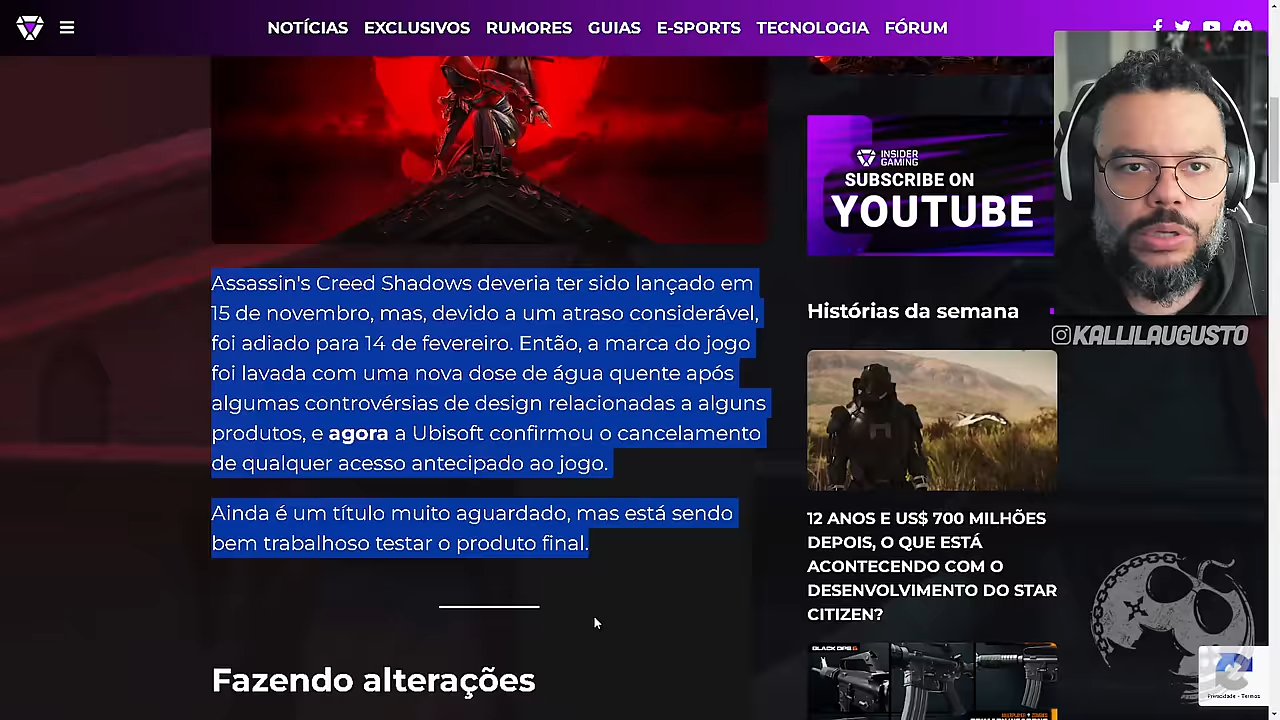 NOTÍCIAS EXCLUSIVOS RUMORES GUIAS E-SPORTS TECNOLOGIA FÓRUM
INSIDER
GAMING
SUBSCRIBE ON
YOUTUBE
KALLILAUGUSTO
Assassin's Creed Shadows deveria ter sido lançado em
15 de novembro, mas, devido a um atraso considerável,
foi adiado para 14 de fevereiro. Então, a marca do jogo
foi lavada com uma nova dose de água quente após
algumas controvérsias de design relacionadas a alguns
produtos, e agora a Ubisoft confirmou o cancelamento
de qualquer acesso antecipado ao jogo.
Ainda é um título muito aguardado, mas está sendo
bem trabalhoso testar o produto final.
Fazendo alterações
Histórias da semana
12 ANOS E US$ 700 MILHÕES
DEPOIS, O QUE ESTÁ
ACONTECENDO COM O
DESENVOLVIMENTO DO STAR
CITIZEN?
BLACK OPS 6
Privacidade - Termos